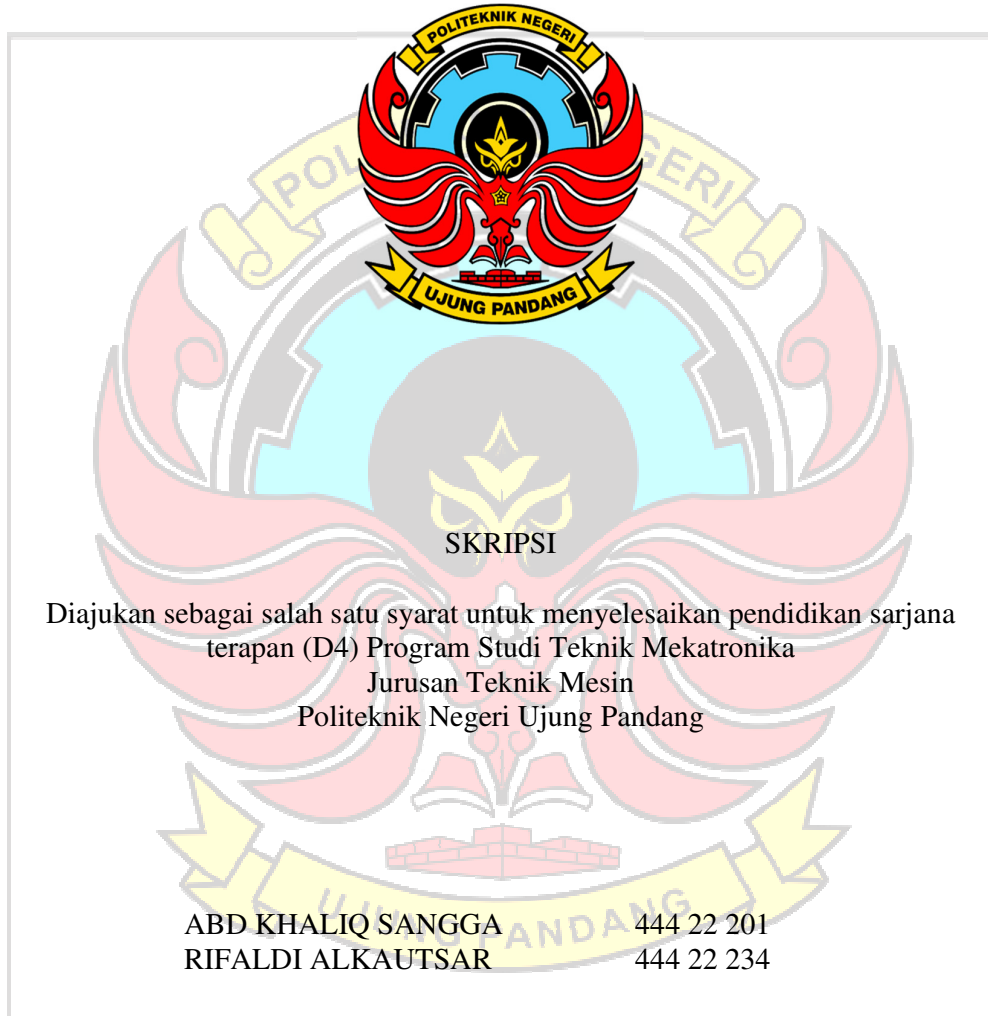 POLITEKNIK NEGERI
UJUNG PANDANG
SKRIPSI
Diajukan sebagai salah satu syarat untuk menyelesaikan pendidikan sarjana
terapan (D4) Program Studi Teknik Mekatronika
Jurusan Teknik Mesin
Politeknik Negeri Ujung Pandang
ABD KHALIQ SANGGA 444 22 201
RIFALDI ALKAUTSAR 444 22 234
UJUNG PANDANG